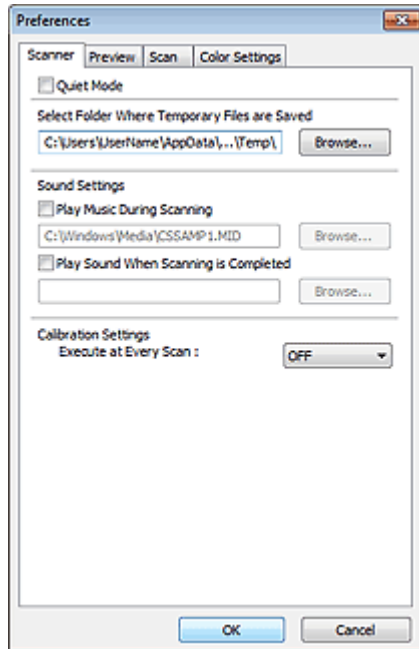 Preferences
Scanner Preview Scan Color Settings
Quiet Mode
Select Folder Where Temporary Files are Saved
C:\Users\UserName\AppData\...\Temp\ Browse...
Sound Settings
Play Music During Scanning
C:\Windows\Media\CSSAMP1.MID Browse...
Play Sound When Scanning is Completed
Browse...
Calibration Settings
Execute at Every Scan : OFF
OK Cancel